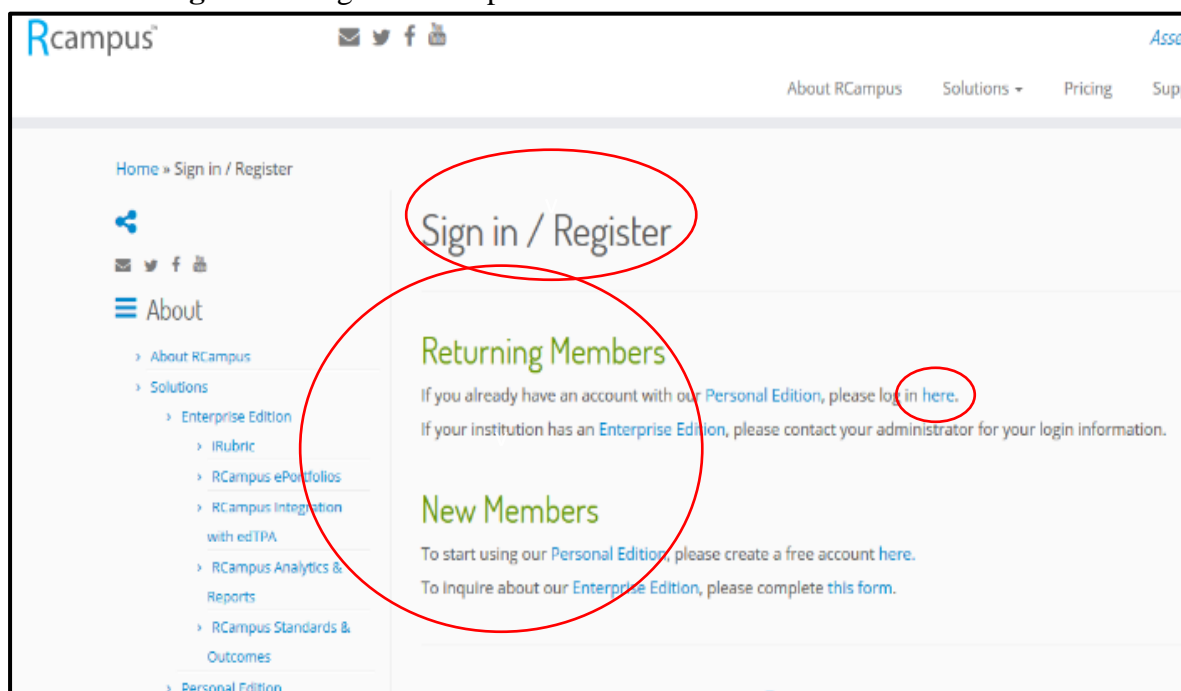 Rcampus
About RCampus Solutions Pricing
Home » Sign in / Register
Sign in / Register
About
› About RCampus
› Solutions
› Enterprise Edition
› iRubric
› RCampus ePortfolios
› RCampus Integration
with edTPA
› RCampus Analytics &
Reports
› RCampus Standards &
Outcomes
› Personal Edition
Returning Members
If you already have an account with our Personal Edition, please log in here.
If your institution has an Enterprise Edition, please contact your administrator for your login information.
New Members
To start using our Personal Edition, please create a free account here.
To inquire about our Enterprise Edition, please complete this form.